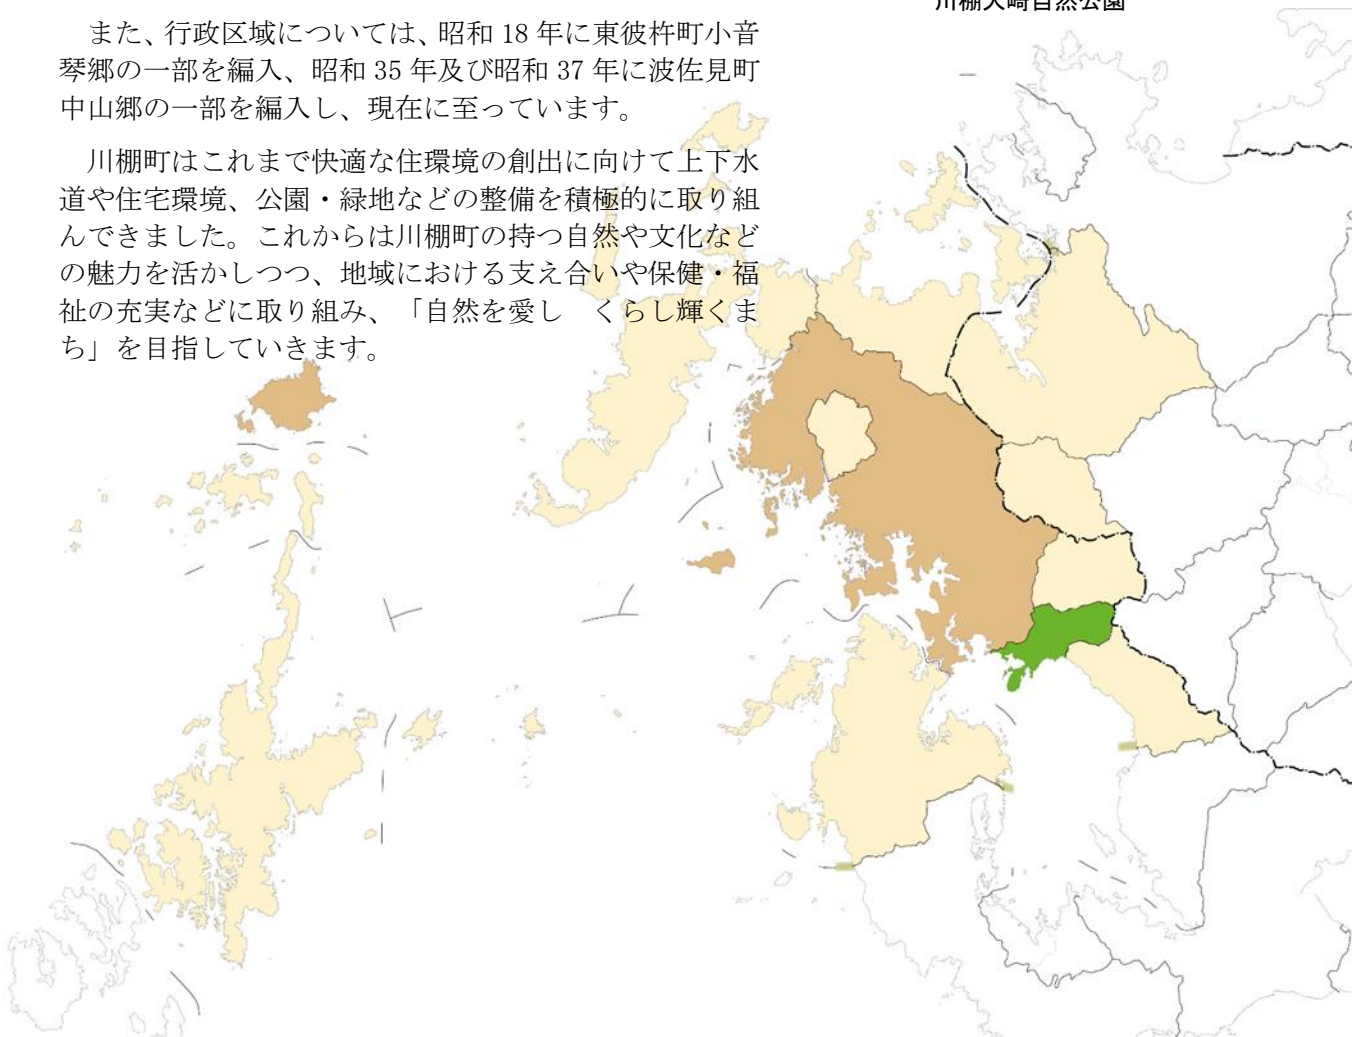 川棚大崎自然公園
また、行政区域については、昭和 18 年に東彼杵町小音
琴郷の一部を編入、昭和 35 年及び昭和 37 年に波佐見町
中山郷の一部を編入し、現在に至っています。
川棚町はこれまで快適な住環境の創出に向けて上下水
道や住宅環境、公園・緑地などの整備を積極的に取り組
んできました。これからは川棚町の持つ自然や文化など
の魅力を活かしつつ、地域における支え合いや保健・福
祉の充実などに取り組み、「自然を愛し　くらし輝くま
ち」を目指していきます。